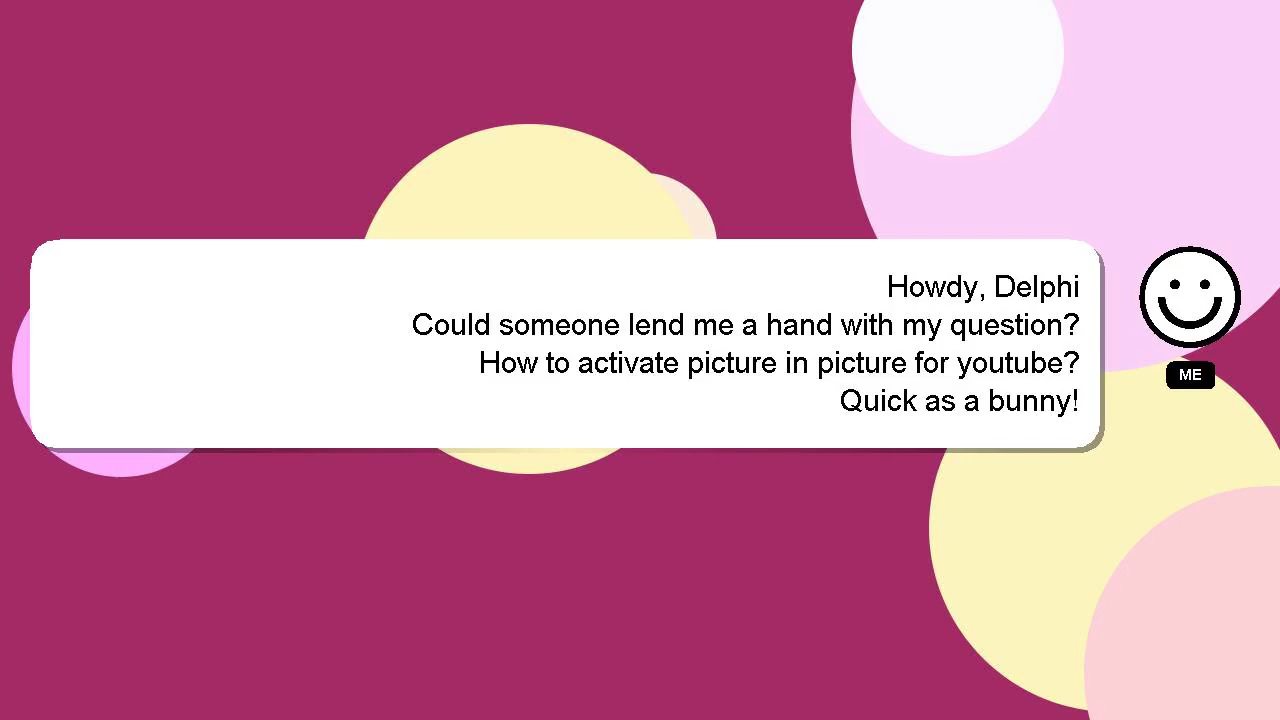 Howdy, Delphi
Could someone lend me a hand with my question?
How to activate picture in picture for youtube?
Quick as a bunny!
ME